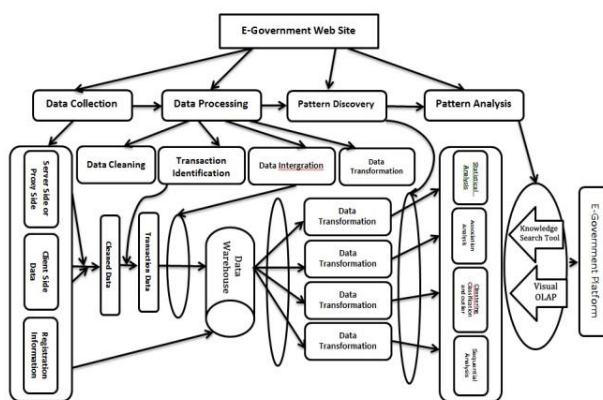 E-Government Web Site
Data Collection
Data Processing
Pattern Discovery
Pattern Analysis
Data Cleaning
Transaction
Identification
Data Intergration
Data
Transformation
Server Side or
Proxy Side
Client Side
Data
Registration
Information
Cleaned Data
Transaction Data
Data
Warehouse
Data
Transformation
Data
Transformation
Data
Transformation
Data
Transformation
Statistical...
Analysis
Association
Analysis
Clastering
Classification
and outlier
Sequential
Analysis
Knowledge
Search Tool
Visual
OLAP
E-Government Platform